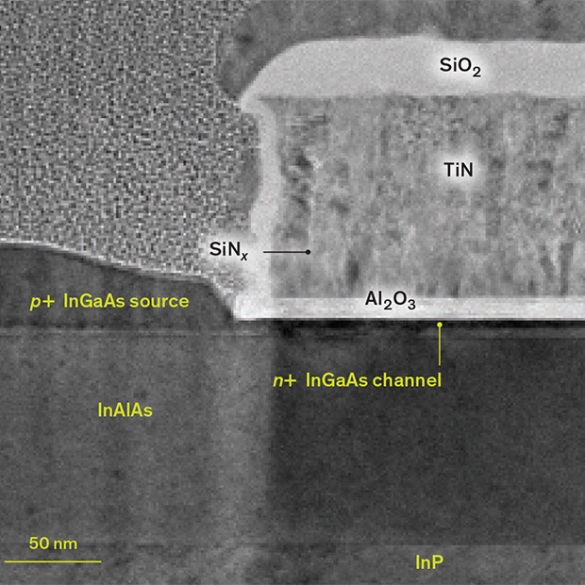 SiO₂
TiN
SiNₓ
Al₂O₃
p+ InGaAs source
n+ InGaAs channel
InAlAs
50 nm
InP